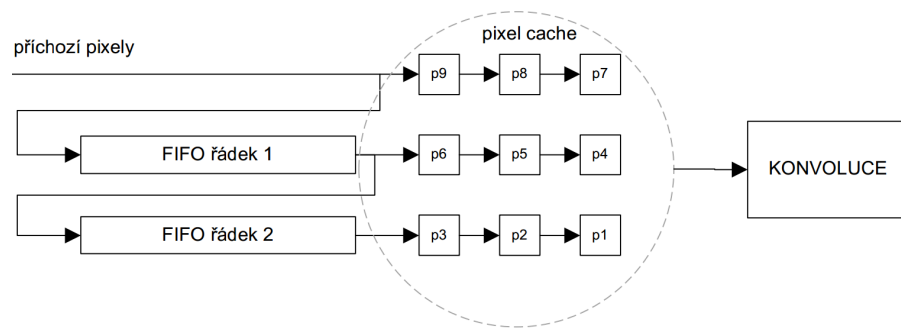 pixel cache
příchozí pixely
p9 p8 p7
FIFO řádek 1 p6 p5 p4
KONVOLUCE
FIFO řádek 2 p3 p2 p1